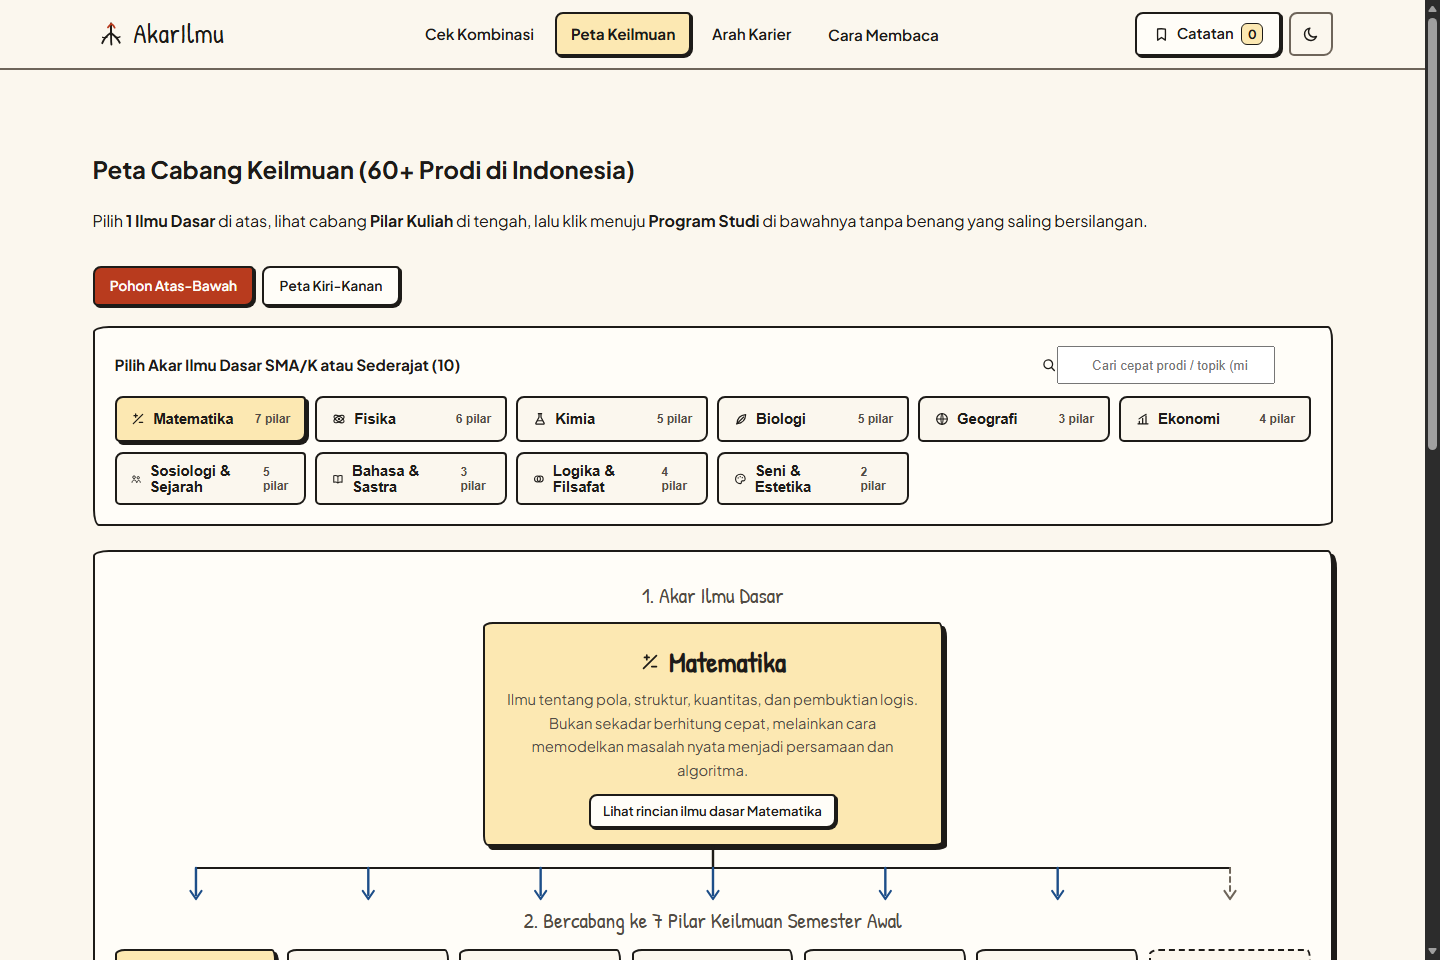 AkarIlmu
Cek Kombinasi
Peta Keilmuan
Arah Karier
Cara Membaca
Catatan 0
Peta Cabang Keilmuan (60+ Prodi di Indonesia)
Pilih 1 Ilmu Dasar di atas, lihat cabang Pilar Kuliah di tengah, lalu klik menuju Program Studi di bawahnya tanpa benang yang saling bersilangan.
Pohon Atas-Bawah
Peta Kiri-Kanan
Pilih Akar Ilmu Dasar SMA/K atau Sederajat (10)
Cari cepat prodi / topik (mi
Matematika 7 pilar
Fisika 6 pilar
Kimia 5 pilar
Biologi 5 pilar
Geografi 3 pilar
Ekonomi 4 pilar
Sosiologi & Sejarah 5 pilar
Bahasa & Sastra 3 pilar
Logika & Filsafat 4 pilar
Seni & Estetika 2 pilar
1. Akar Ilmu Dasar
Matematika
Ilmu tentang pola, struktur, kuantitas, dan pembuktian logis.
Bukan sekadar berhitung cepat, melainkan cara
memodelkan masalah nyata menjadi persamaan dan
algoritma.
Lihat rincian ilmu dasar Matematika
2. Bercabang ke 7 Pilar Keilmuan Semester Awal